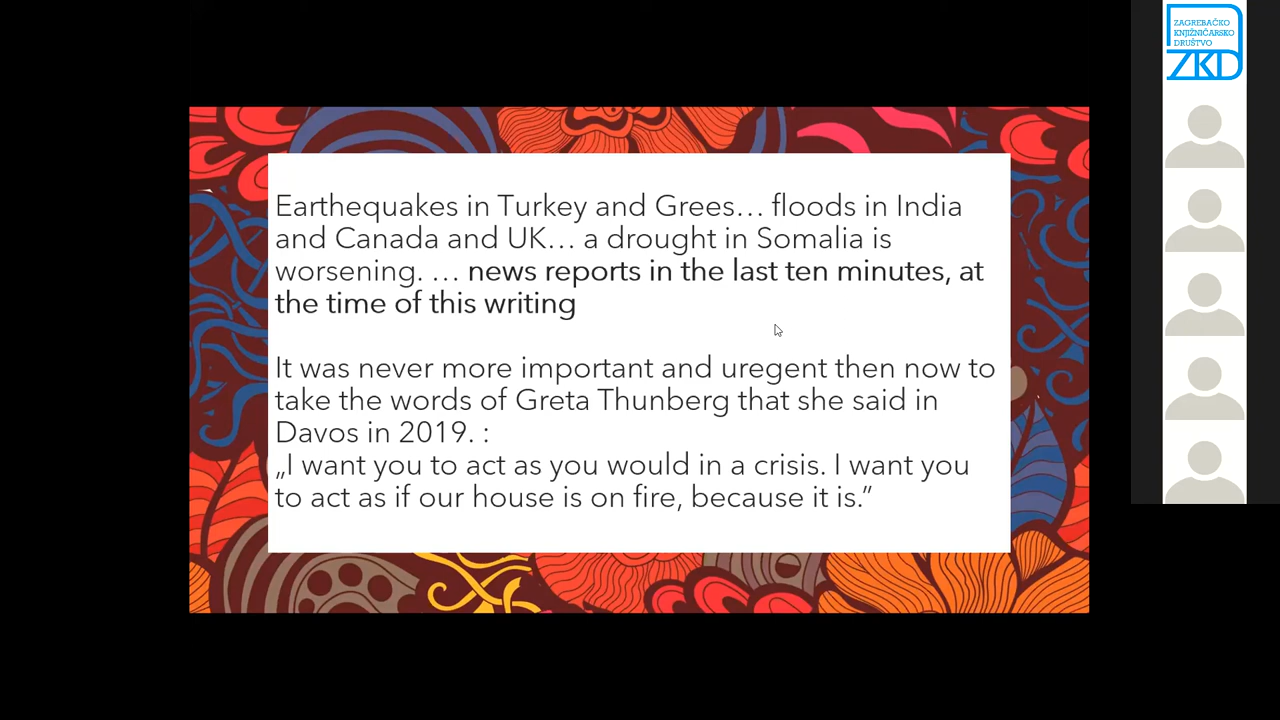 Earthequakes in Turkey and Grees... floods in India
and Canada and UK... a drought in Somalia is
worsening. ... news reports in the last ten minutes, at
the time of this writing
It was never more important and uregent then now to
take the words of Greta Thunberg that she said in
Davos in 2019. :
„I want you to act as you would in a crisis. I want you
to act as if our house is on fire, because it is.”
ZAGREBAČKO
KNJIŽNIČARSKO
DRUŠTVO
ZKD